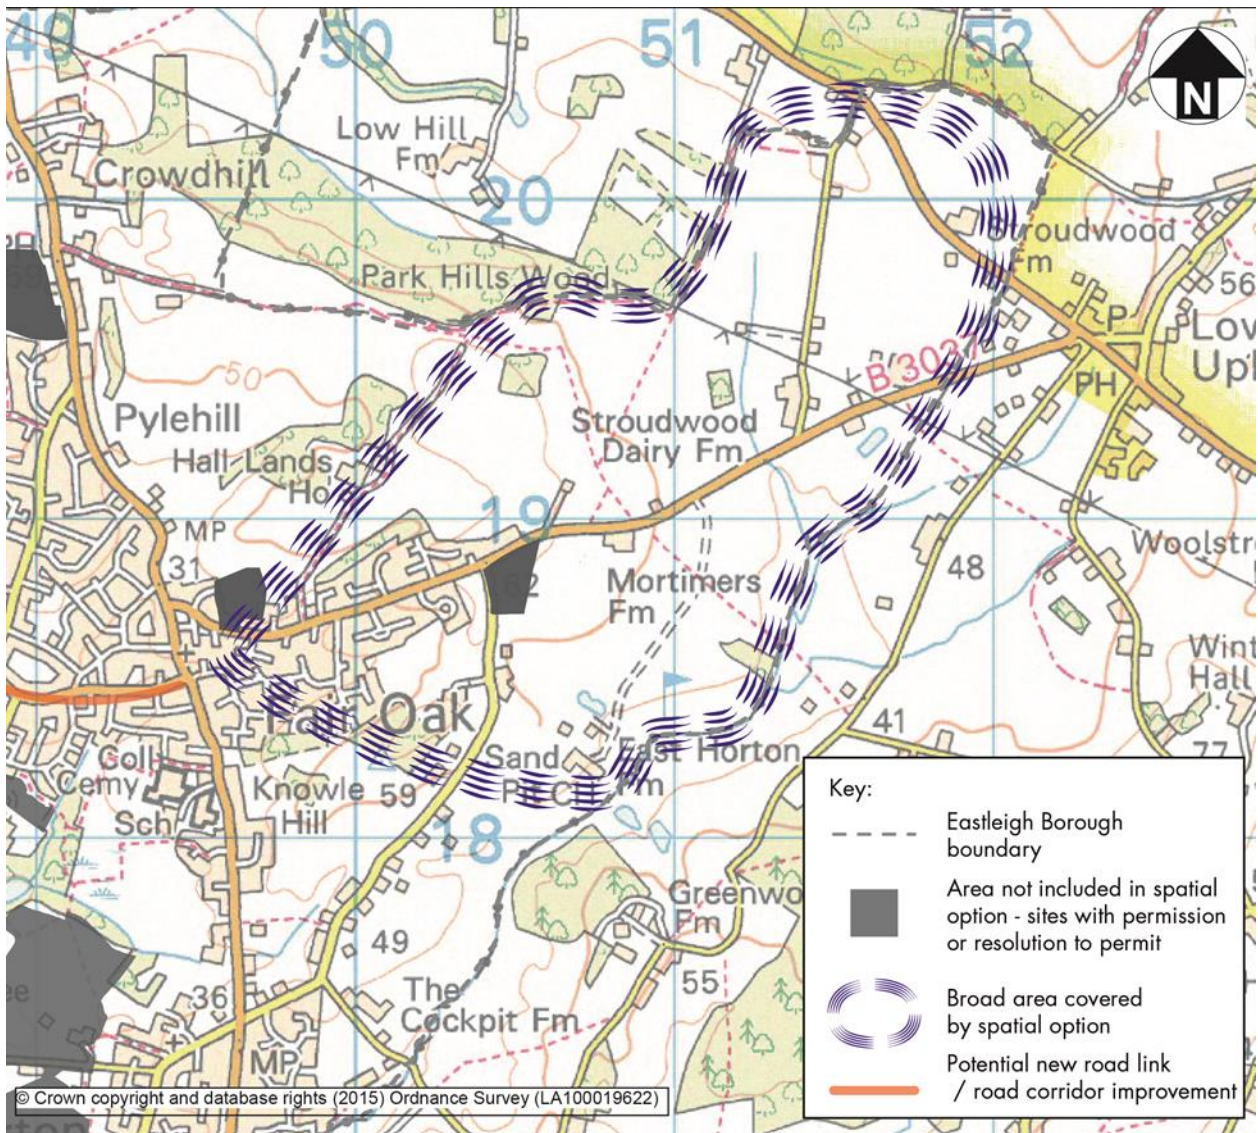 49
50
51
52
N
Low Hill
Fm
Crowdhill
20
Park Hills Wood
Stroudwood
Fm
56
P
Low
Upt
B 3037
PH
50
Pylehill
Stroudwood
Dairy Fm
Hall Lands
Ho
19
MP
31
62
Mortimers
Fm
48
Woolstr
Wint
Hall
Fair Oak
41
77
Coll
Cemy
Sch
Knowle
Hill
59
Sand
Pit
East Horton
Fm
18
Greenwo
Fm
49
55
36
The
Cockpit Fm
MP
Key:
Eastleigh Borough
boundary
Area not included in spatial
option - sites with permission
or resolution to permit
Broad area covered
by spatial option
Potential new road link
/ road corridor improvement
© Crown copyright and database rights (2015) Ordnance Survey (LA100019622)